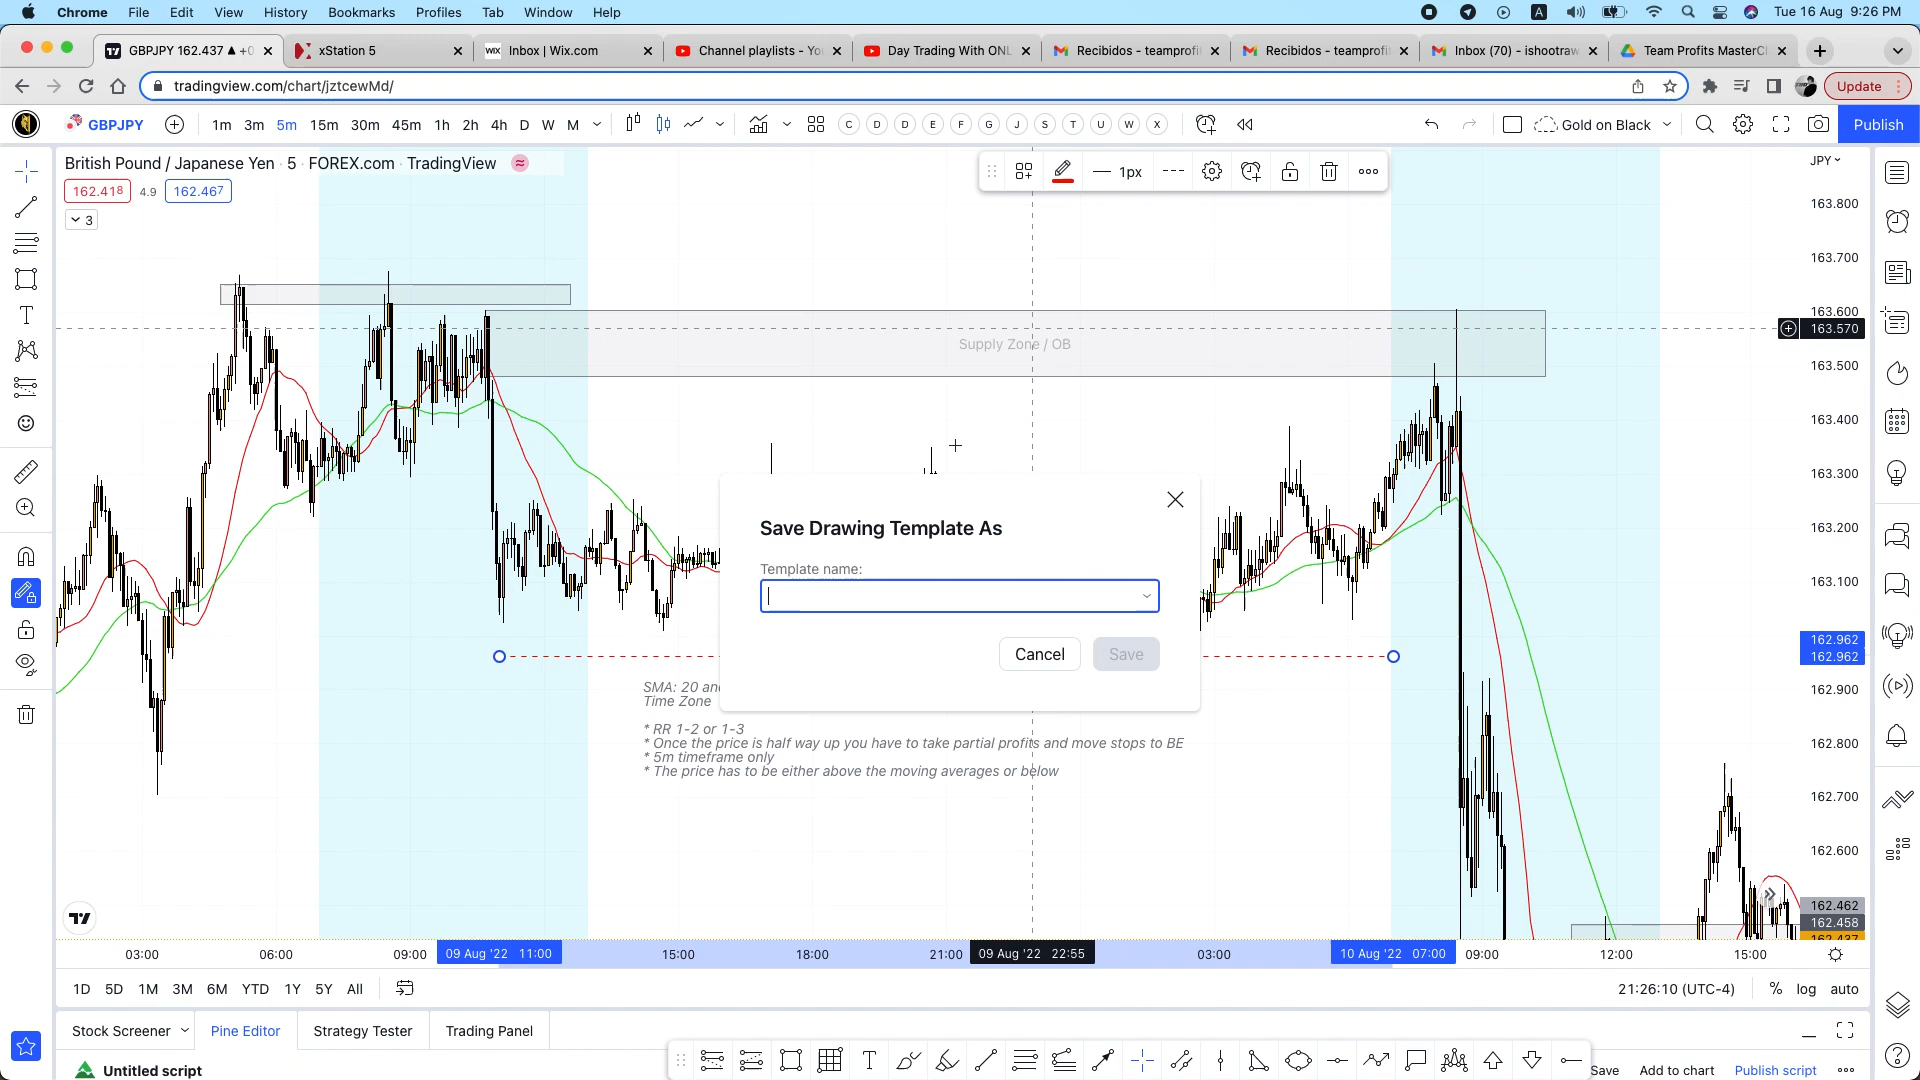 Chrome File Edit View History Bookmarks Profiles Tab Window Help A Tue 16 Aug 9:26 PM
GBPJPY 162.437 ▲ +0 xStation 5 WIX Inbox | Wix.com Channel playlists - Yo Day Trading With ONL Recibidos - teamprofi Recibidos - teamprofi Inbox (70) - ishootraw Team Profits MasterCl
tradingview.com/chart/jztcewMd/ Update
GBPJPY 1m 3m 5m 15m 30m 45m 1h 2h 4h D W M C D D E F G J S T U W X Gold on Black Publish
British Pound / Japanese Yen · 5 · FOREX.com · TradingView
1px
JPY
162.418 4.9 162.467
3
163.800
163.700
163.600
163.570
Supply Zone / OB
163.500
163.400
163.300
163.200
163.100
Save Drawing Template As
Template name:
Cancel Save
162.962
162.962
SMA: 20 an
Time Zone
162.900
* RR 1-2 or 1-3
* Once the price is half way up you have to take partial profits and move stops to BE
* 5m timeframe only
* The price has to be either above the moving averages or below
162.800
162.700
162.600
162.462
162.458
162.437
03:00 06:00 09:00 09 Aug '22 11:00 15:00 18:00 21:00 09 Aug '22 22:55 03:00 10 Aug '22 07:00 09:00 12:00 15:00
1D 5D 1M 3M 6M YTD 1Y 5Y All 21:26:10 (UTC-4) % log auto
Stock Screener Pine Editor Strategy Tester Trading Panel
Untitled script Save Add to chart Publish script